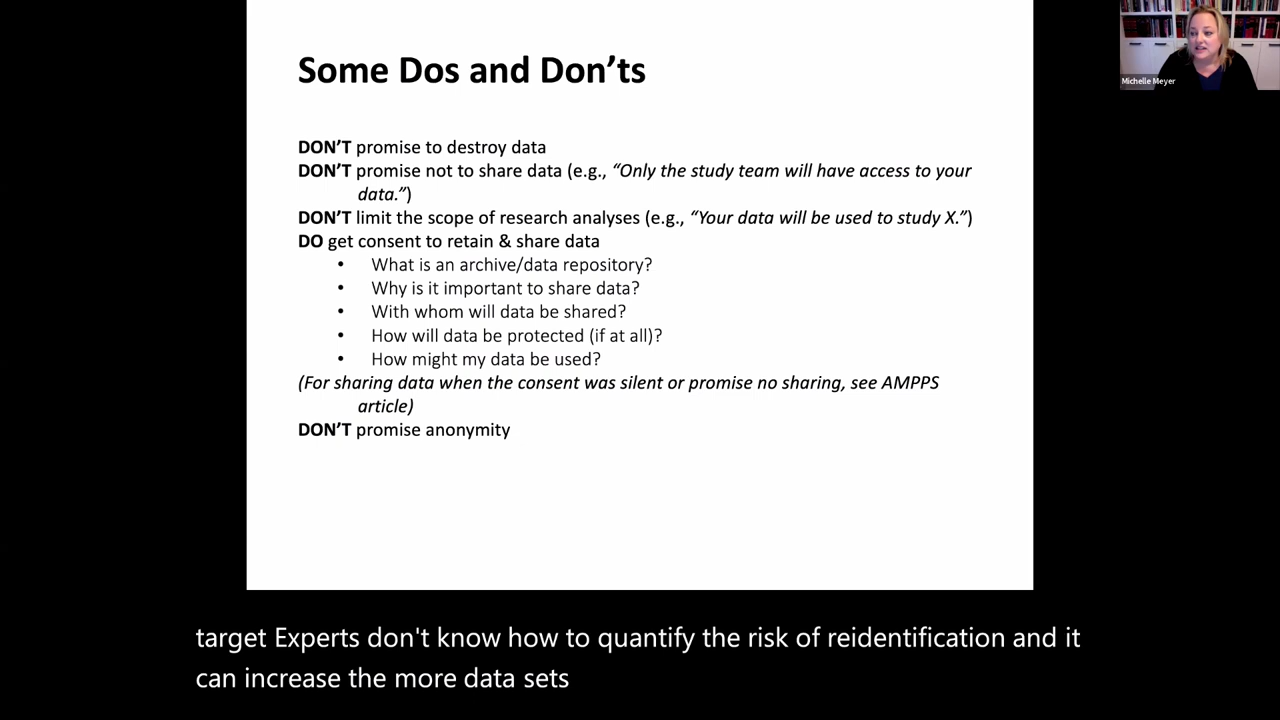 Some Dos and Don'ts
Michelle Meyer
DON'T promise to destroy data
DON'T promise not to share data (e.g., “Only the study team will have access to your
data.”)
DON'T limit the scope of research analyses (e.g., “Your data will be used to study X.”)
DO get consent to retain & share data
• What is an archive/data repository?
• Why is it important to share data?
• With whom will data be shared?
• How will data be protected (if at all)?
• How might my data be used?
(For sharing data when the consent was silent or promise no sharing, see AMPPS
article)
DON'T promise anonymity
target Experts don't know how to quantify the risk of reidentification and it
can increase the more data sets